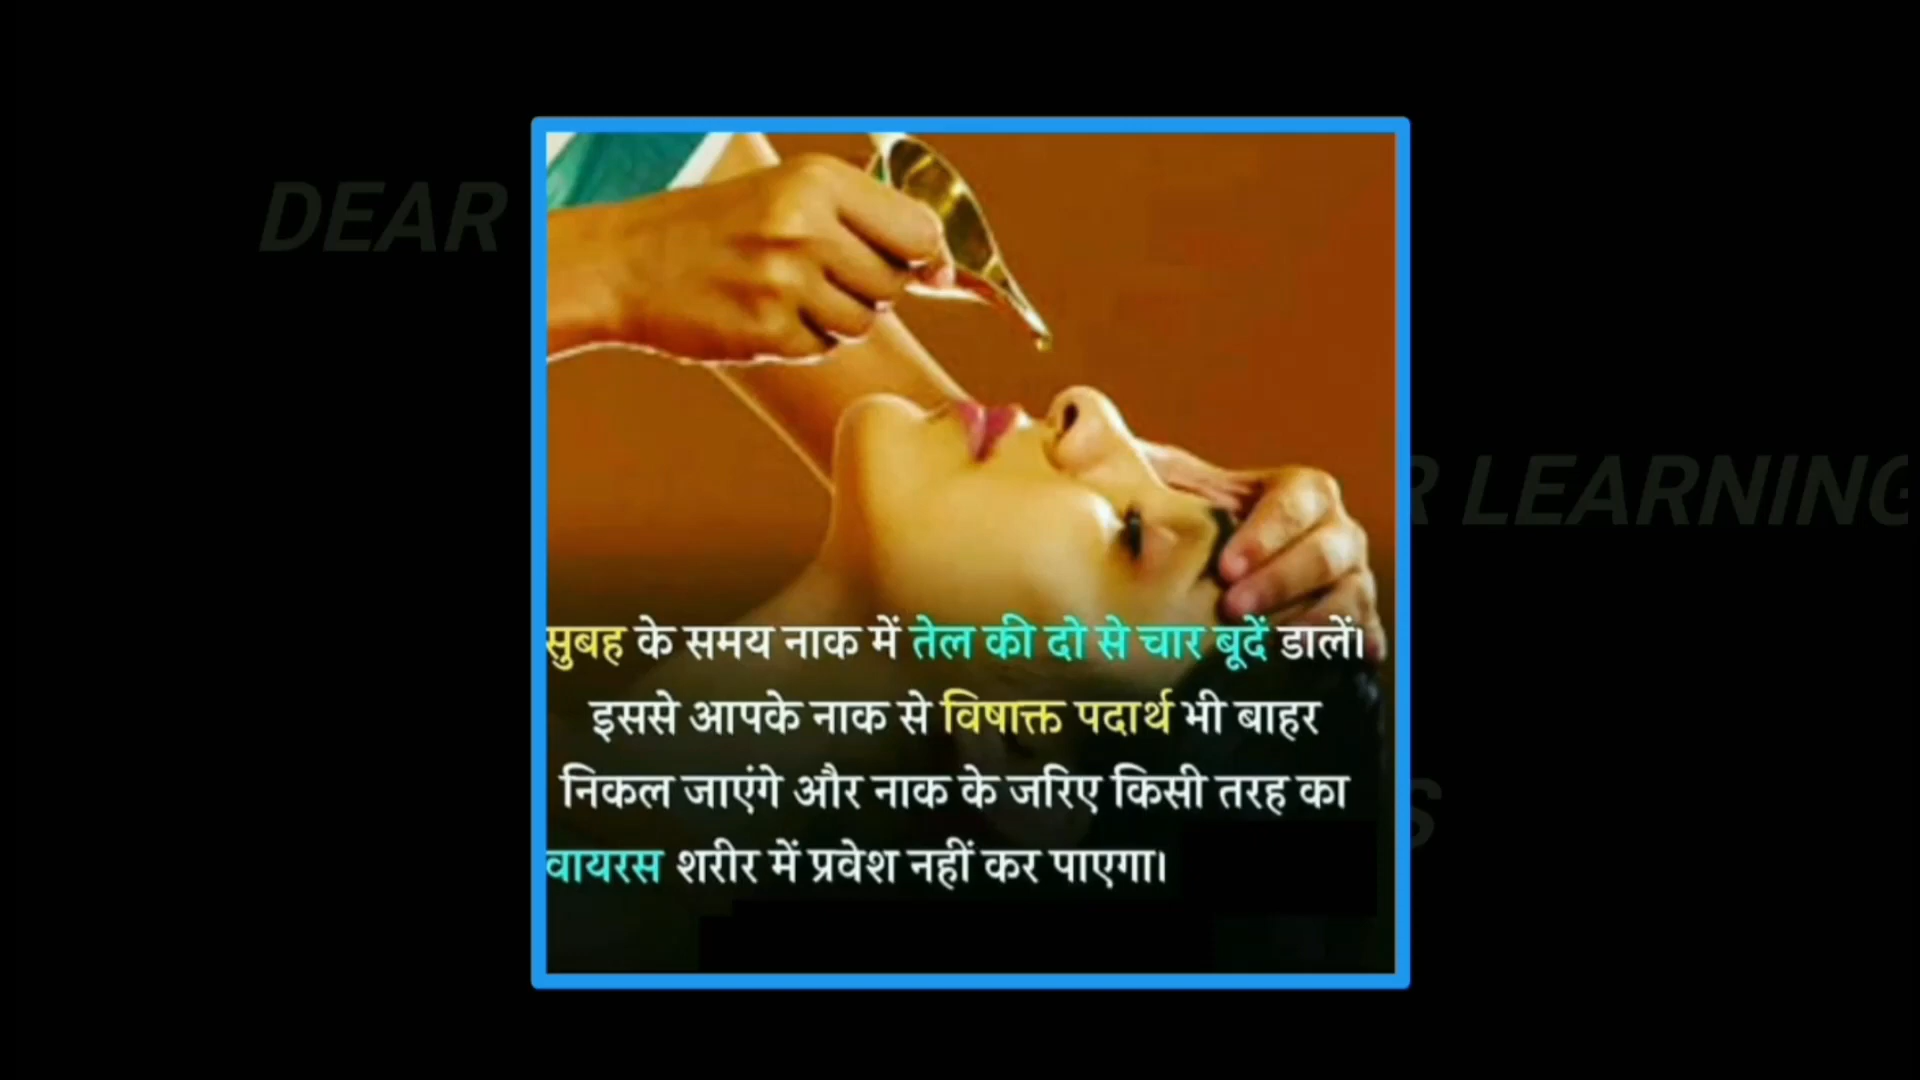 DEAR
R LEARNING
S
सुबह के समय नाक में तेल की दो से चार बूदें डालें।
इससे आपके नाक से विषाक्त पदार्थ भी बाहर
निकल जाएंगे और नाक के जरिए किसी तरह का
वायरस शरीर में प्रवेश नहीं कर पाएगा।